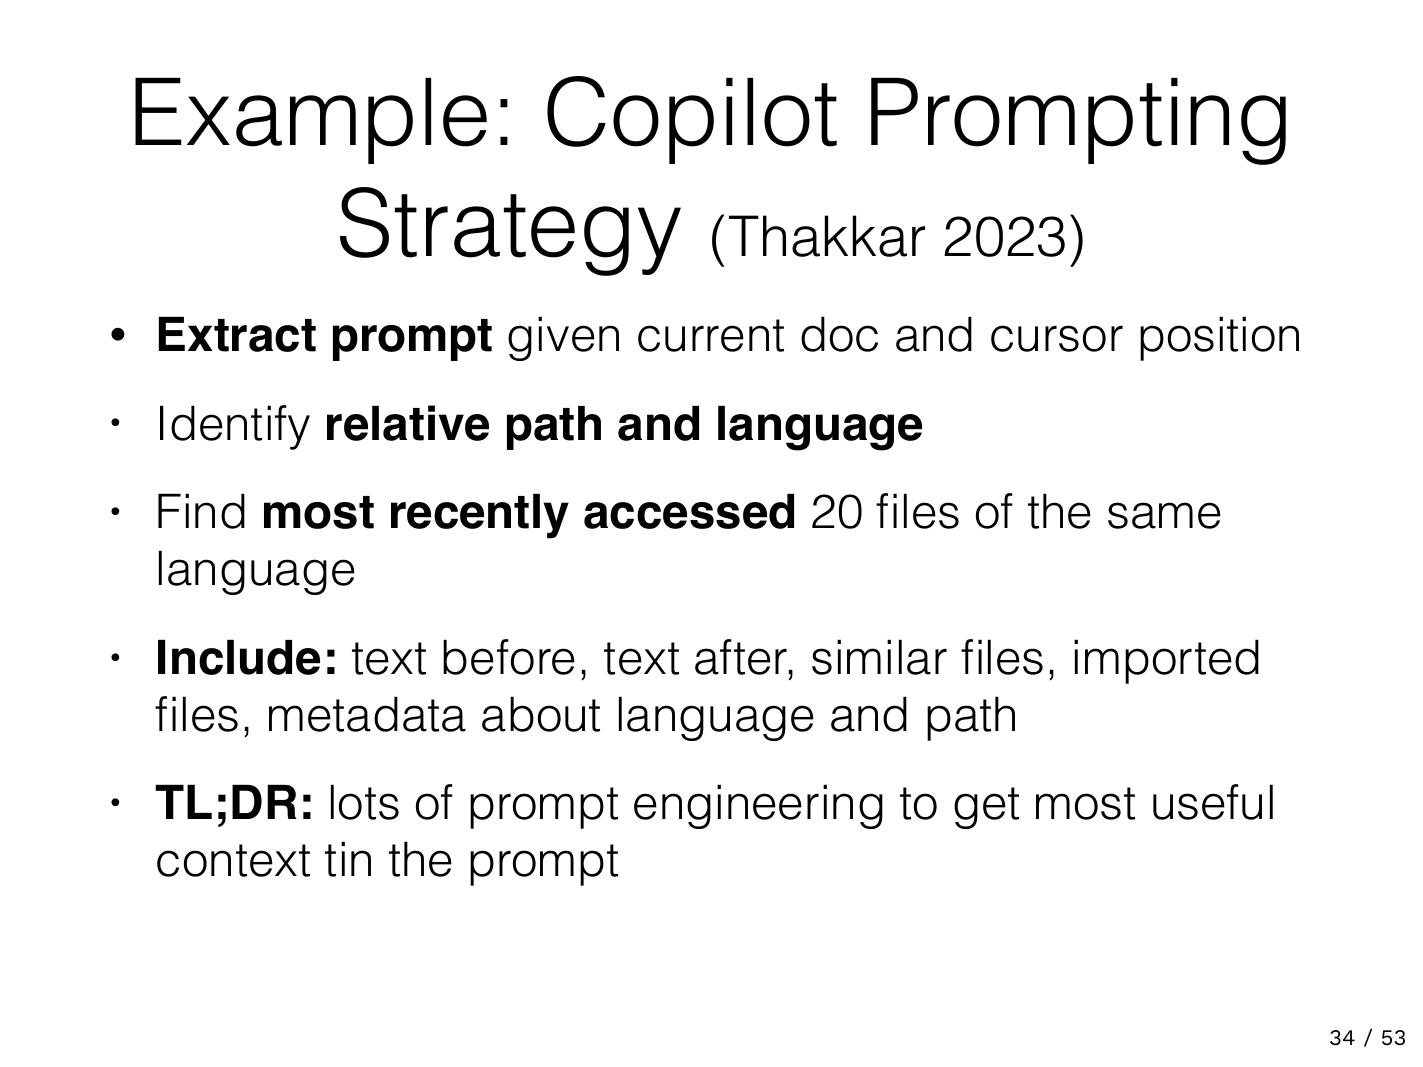 Example: Copilot Prompting
Strategy (Thakkar 2023)
• Extract prompt given current doc and cursor position
• Identify relative path and language
• Find most recently accessed 20 files of the same
language
• Include: text before, text after, similar files, imported
files, metadata about language and path
• TL;DR: lots of prompt engineering to get most useful
context tin the prompt
34 / 53